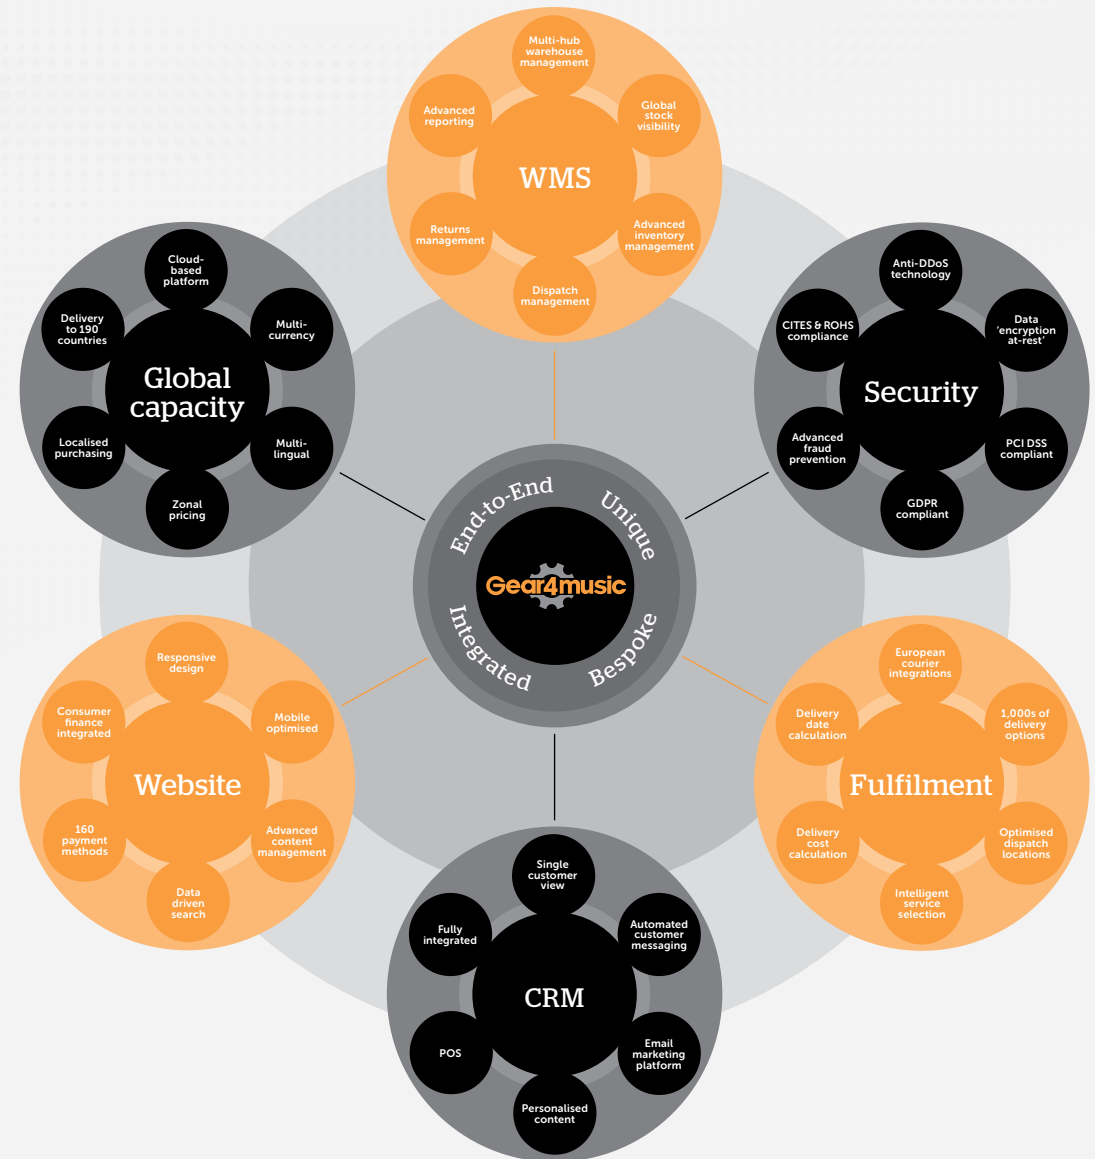 Multi-hub
warehouse
management
Global
stock
visibility
Advanced
inventory
management
Dispatch
management
Returns
management
Advanced
reporting
WMS
Cloud-
based
platform
Multi-
currency
Multi-
lingual
Zonal
pricing
Localised
purchasing
Delivery
to 190
countries
Global
capacity
Anti-DDoS
technology
Data
'encryption
at-rest'
PCI DSS
compliant
GDPR
compliant
Advanced
fraud
prevention
CITES & ROHS
compliance
Security
End-to-End
Unique
Bespoke
Integrated
Gear4music
Responsive
design
Mobile
optimised
Advanced
content
management
Data
driven
search
160
payment
methods
Consumer
finance
integrated
Website
European
courier
integrations
1,000s of
delivery
options
Optimised
dispatch
locations
Intelligent
service
selection
Delivery
cost
calculation
Delivery
date
calculation
Fulfilment
Single
customer
view
Automated
customer
messaging
Email
marketing
platform
Personalised
content
POS
Fully
integrated
CRM